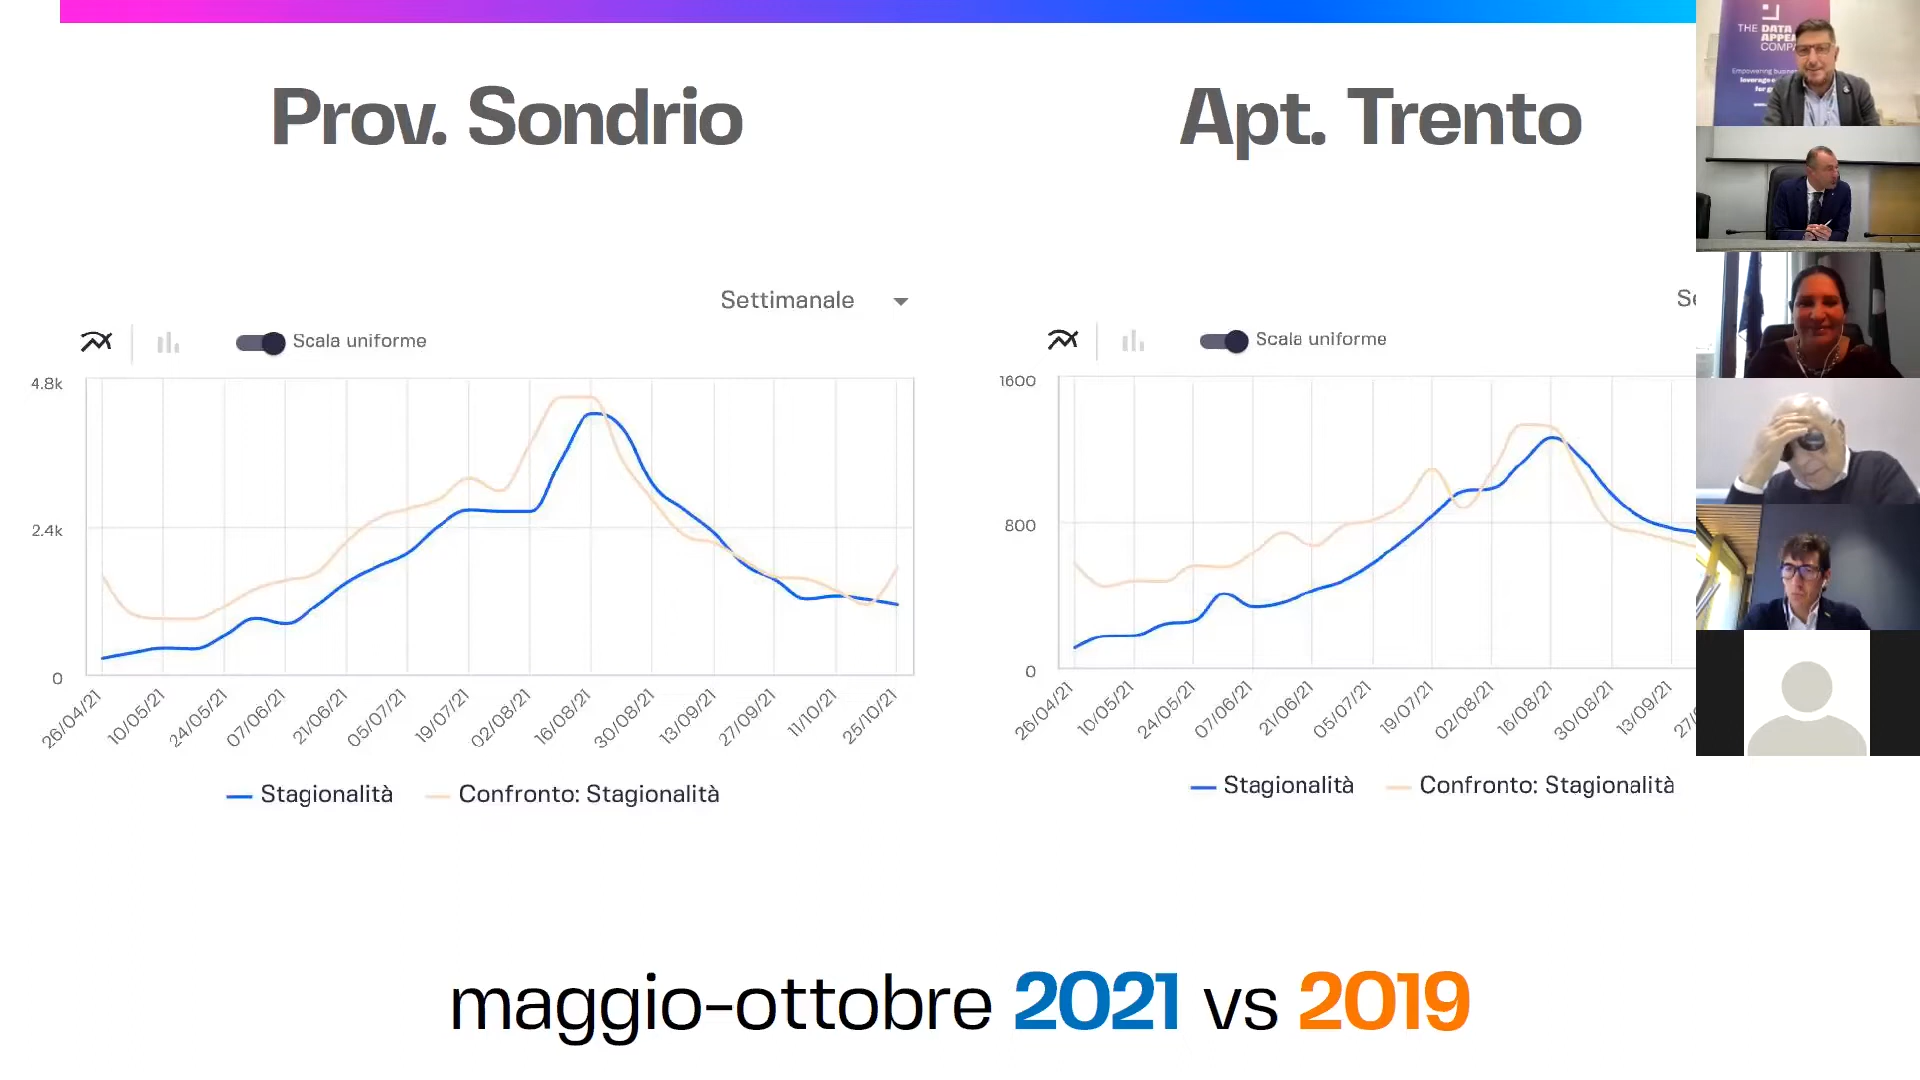 Prov. Sondrio
Apt. Trento
Settimanale
Scala uniforme
4.8k
2.4k
0
26/04/21
10/05/21
24/05/21
07/06/21
21/06/21
05/07/21
19/07/21
02/08/21
16/08/21
30/08/21
13/09/21
27/09/21
11/10/21
25/10/21
Stagionalità
Confronto: Stagionalità
Scala uniforme
1600
800
0
26/04/21
10/05/21
24/05/21
07/06/21
21/06/21
05/07/21
19/07/21
02/08/21
16/08/21
30/08/21
13/09/21
Stagionalità
Confronto: Stagionalità
maggio-ottobre 2021 vs 2019
THE DATA